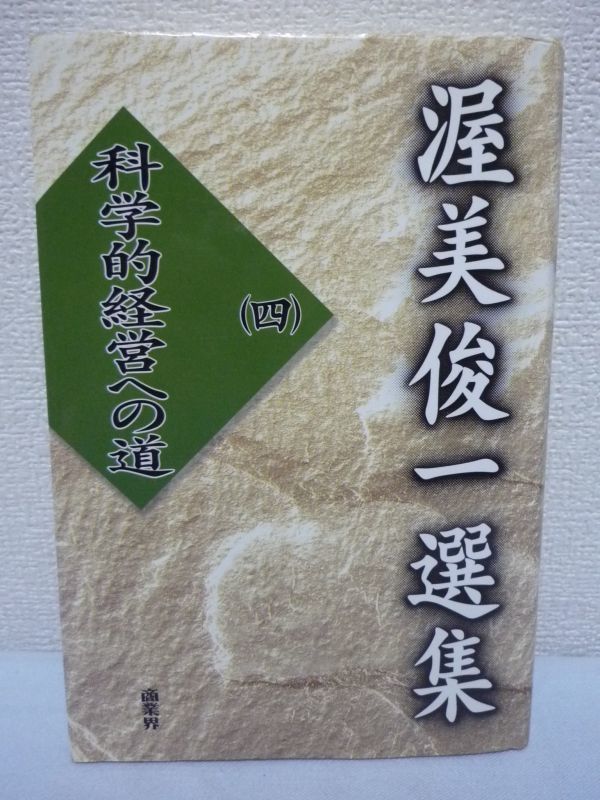 渥美俊一選集
(四)
科学的経営への道
商業界